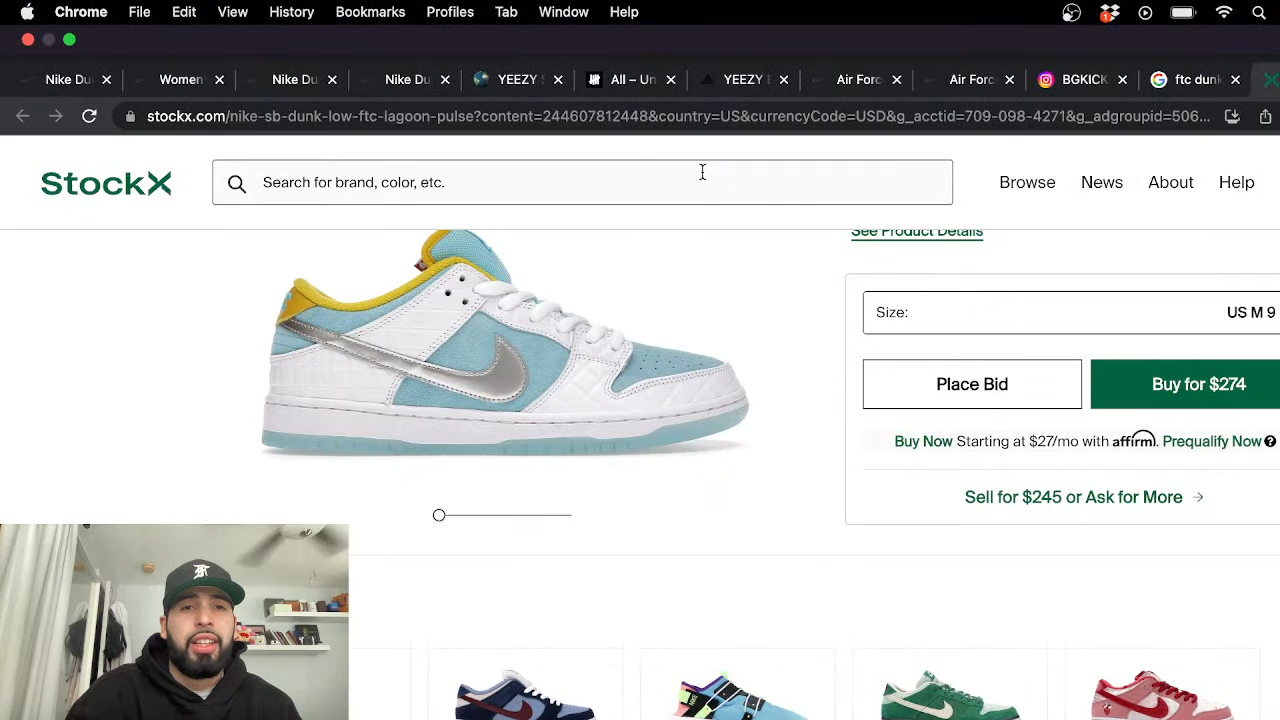 Chrome File Edit View History Bookmarks Profiles Tab Window Help
1
Nike Du Women' Nike Du Nike Du YEEZY S All – Un YEEZY Air Forc Air Forc BGKICK ftc dunk
stockx.com/nike-sb-dunk-low-ftc-lagoon-pulse?content=244607812448&country=US&currencyCode=USD&g_acctid=709-098-4271&g_adgroupid=506...
StockX Search for brand, color, etc. Browse News About Help
See Product Details
Size: US M 9
Place Bid Buy for $274
Buy Now Starting at $27/mo with affirm. Prequalify Now ?
Sell for $245 or Ask for More →